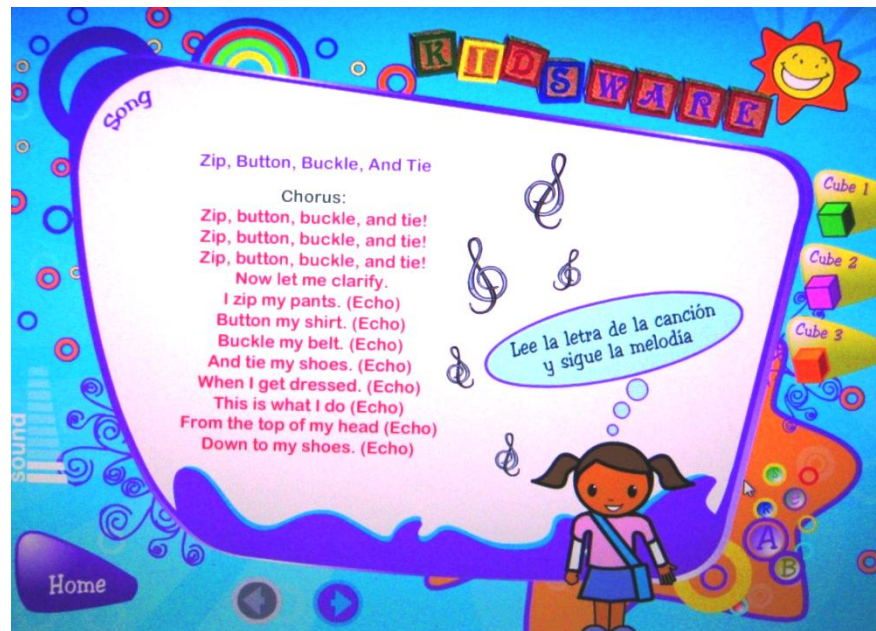 KIDSWARE
Song
Zip, Button, Buckle, And Tie
Chorus:
Zip, button, buckle, and tie!
Zip, button, buckle, and tie!
Zip, button, buckle, and tie!
Now let me clarify.
I zip my pants. (Echo)
Button my shirt. (Echo)
Buckle my belt. (Echo)
And tie my shoes. (Echo)
When I get dressed. (Echo)
This is what I do (Echo)
From the top of my head (Echo)
Down to my shoes. (Echo)
Lee la letra de la canción
y sigue la melodía
Cube 1
Cube 2
Cube 3
sound
Home
A
B